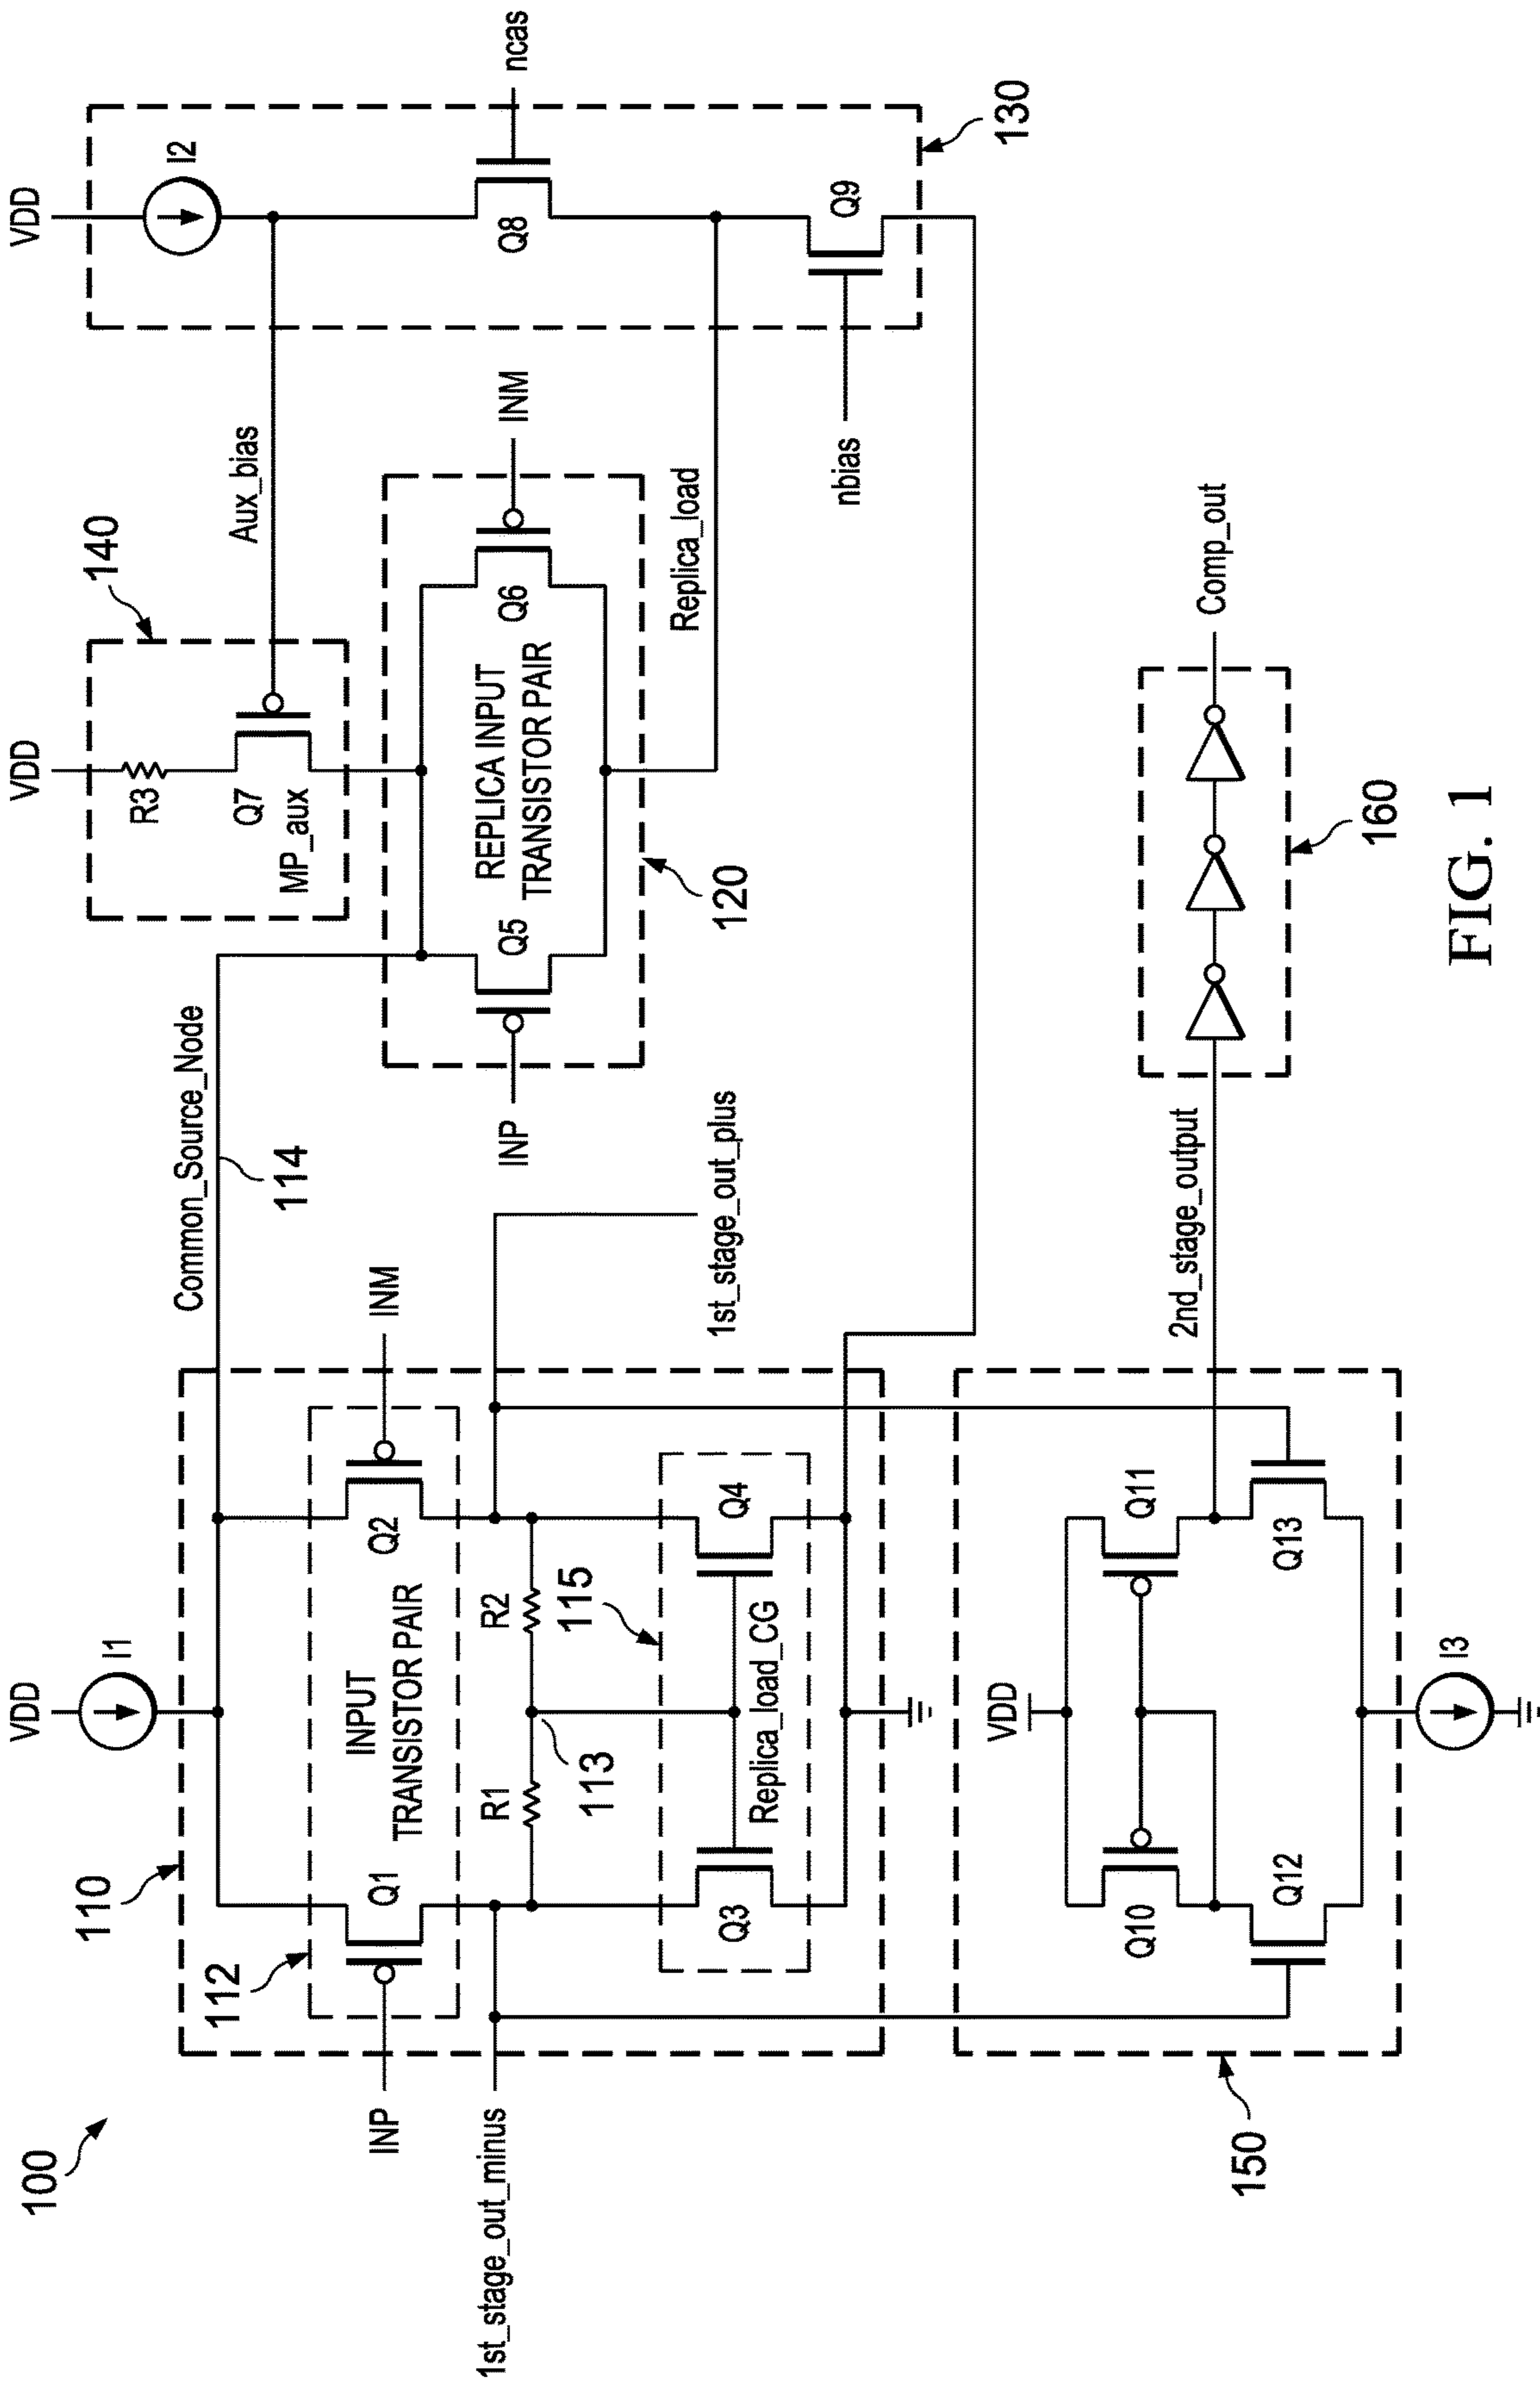 100
VDD
I1
110
112
INP
Q1
INPUT
TRANSISTOR PAIR
Q2
INM
Common_Source_Node
114
1st_stage_out_minus
R1
R2
113
115
Q3
Q4
Replica_load_CG
1st_stage_out_plus
VDD
R3
Q7
MP_aux
140
Aux_bias
INP
Q5
REPLICA INPUT
TRANSISTOR PAIR
Q6
INM
120
Replica_load
VDD
I2
Q8
ncas
nbias
Q9
130
VDD
Q10
Q11
Q12
Q13
150
I3
2nd_stage_output
160
Comp_out
FIG. 1